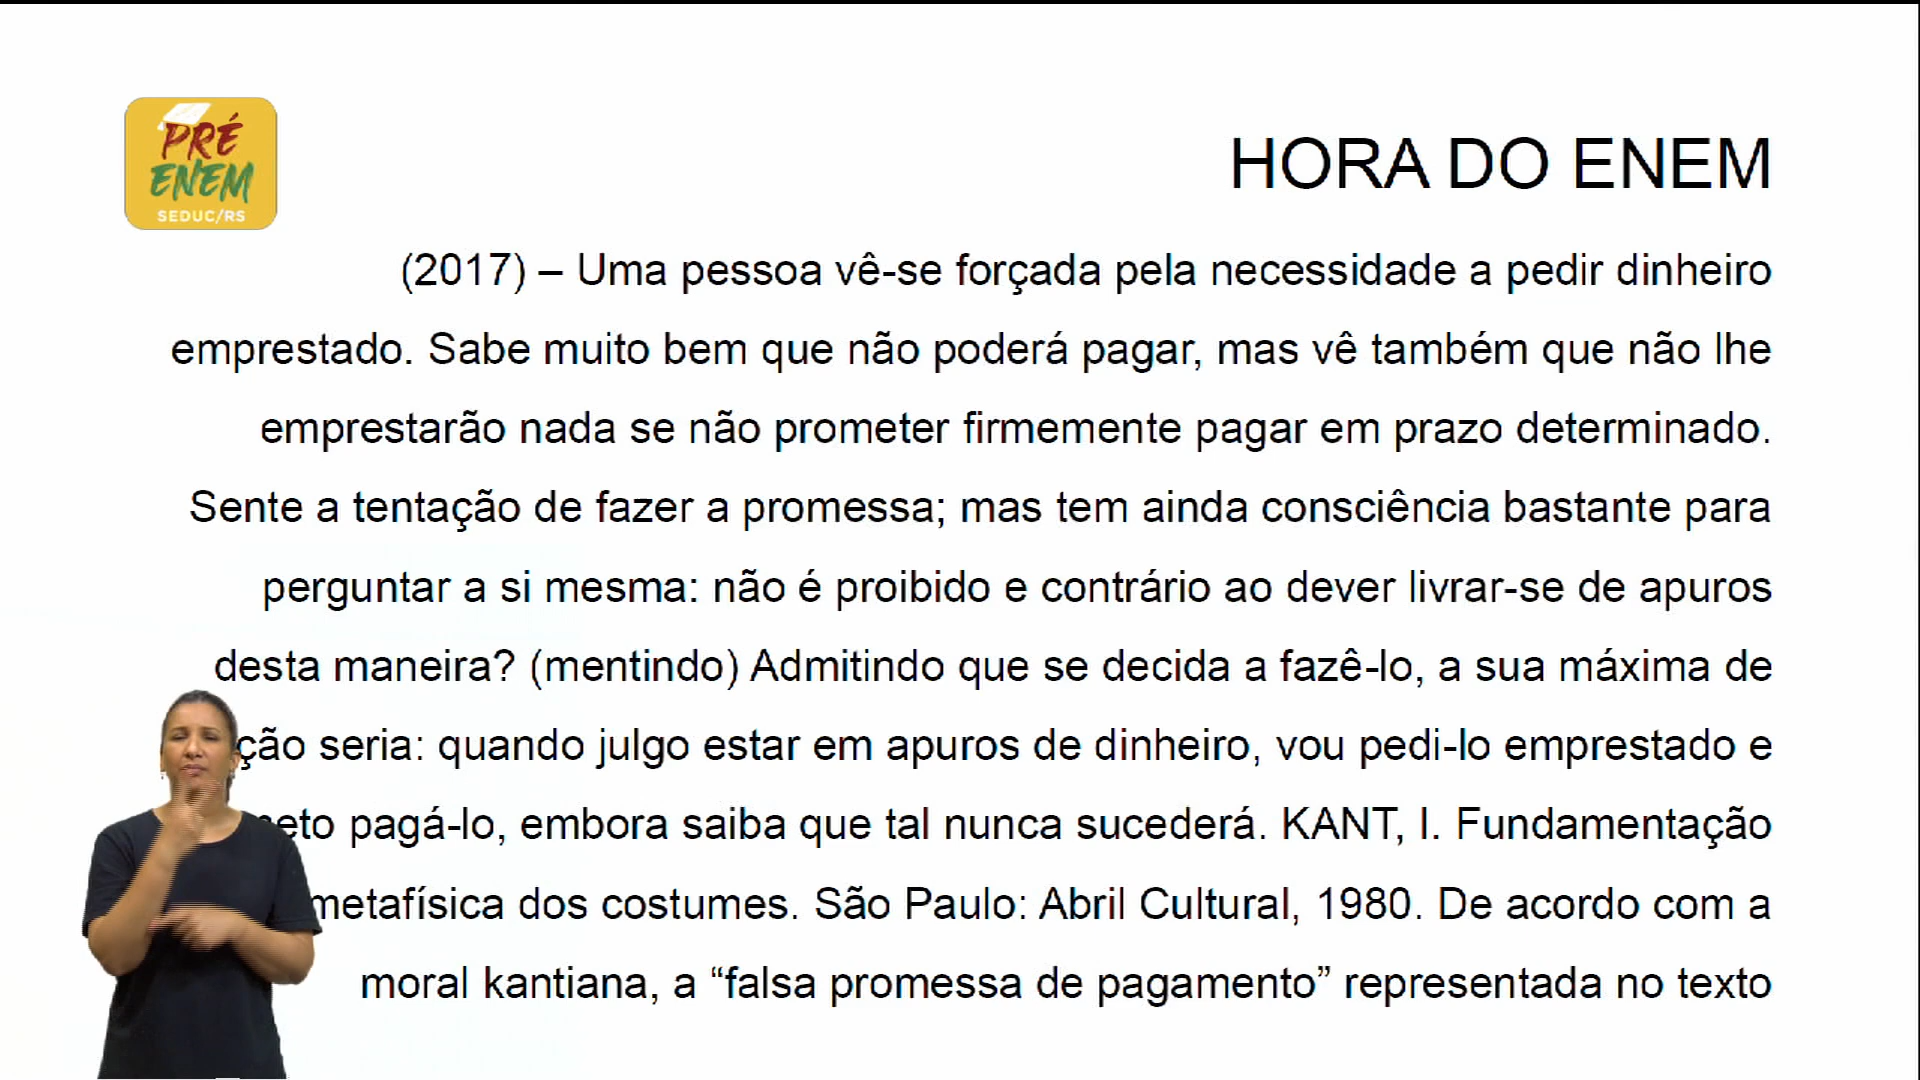 PRÉ
ENEM
SEDUC/RS
HORA DO ENEM
(2017) – Uma pessoa vê-se forçada pela necessidade a pedir dinheiro
emprestado. Sabe muito bem que não poderá pagar, mas vê também que não lhe
emprestarão nada se não prometer firmemente pagar em prazo determinado.
Sente a tentação de fazer a promessa; mas tem ainda consciência bastante para
perguntar a si mesma: não é proibido e contrário ao dever livrar-se de apuros
desta maneira? (mentindo) Admitindo que se decida a fazê-lo, a sua máxima de
seria: quando julgo estar em apuros de dinheiro, vou pedi-lo emprestado e
pagá-lo, embora saiba que tal nunca sucederá. KANT, I. Fundamentação
metafísica dos costumes. São Paulo: Abril Cultural, 1980. De acordo com a
moral kantiana, a “falsa promessa de pagamento” representada no texto